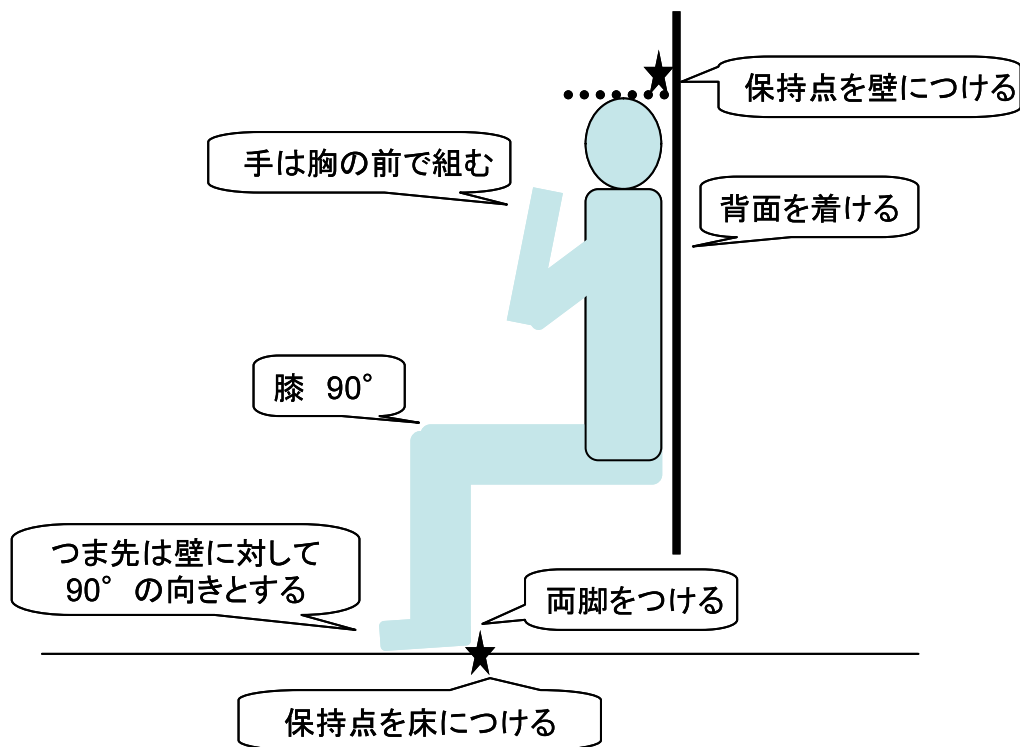 保持点を壁につける
手は胸の前で組む
背面を着ける
膝 90°
つま先は壁に対して
90°の向きとする
両脚をつける
保持点を床につける